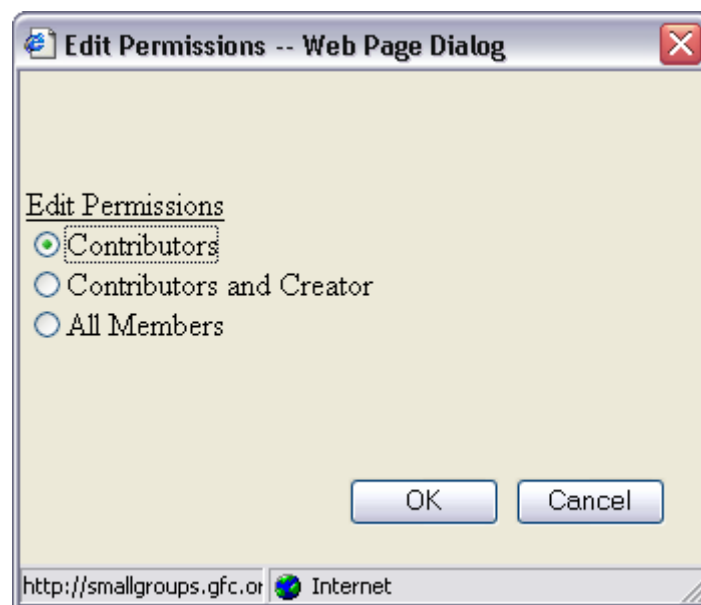 Edit Permissions -- Web Page Dialog
Edit Permissions
Contributors
Contributors and Creator
All Members
OK Cancel
http://smallgroups.gfc.or Internet